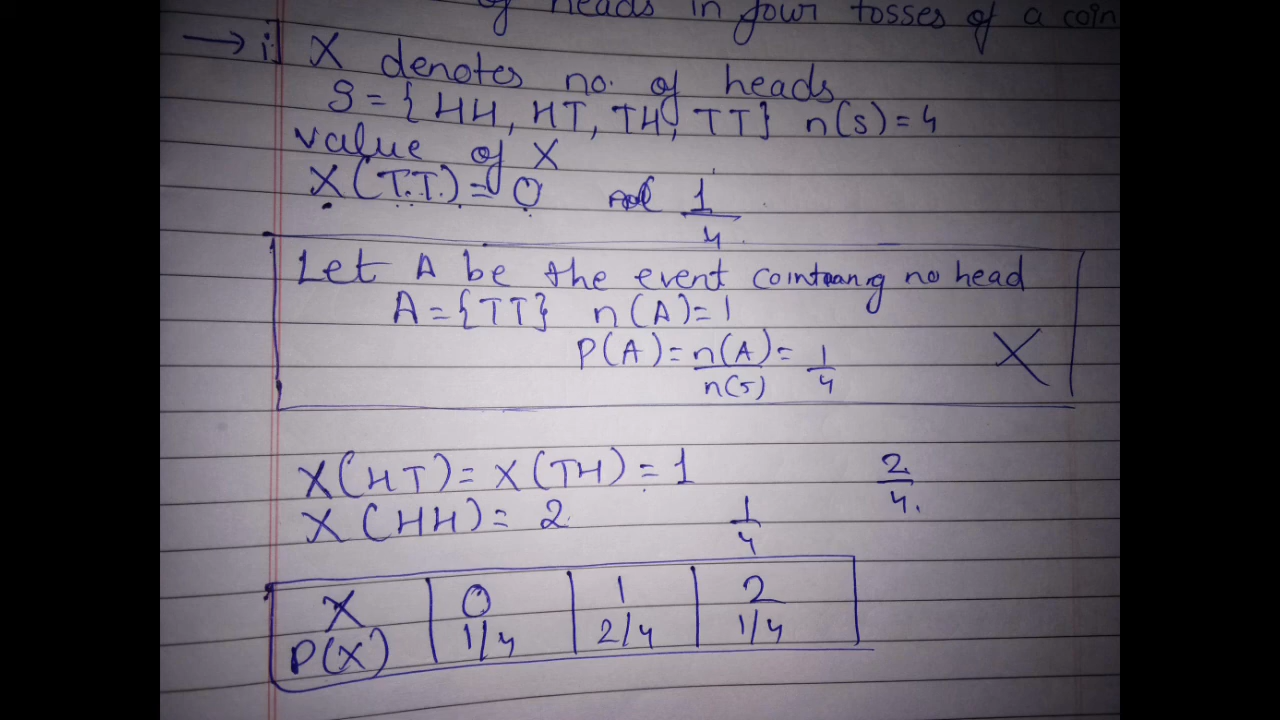 of heads in four tosses of a coin
→ i] X denotes no. of heads
S = { HH, HT, TH, TT} n(s) = 4
value of X
X (T.T.) = 0 1/4
Let A be the event cointaang no head
A = {TT} n(A) = 1
P(A) = n(A)/n(s) = 1/4 X
X(HT) = X(TH) = 1 2/4.
X(HH) = 2 1/4
X 0 1 2
P(X) 1/4 2/4 1/4